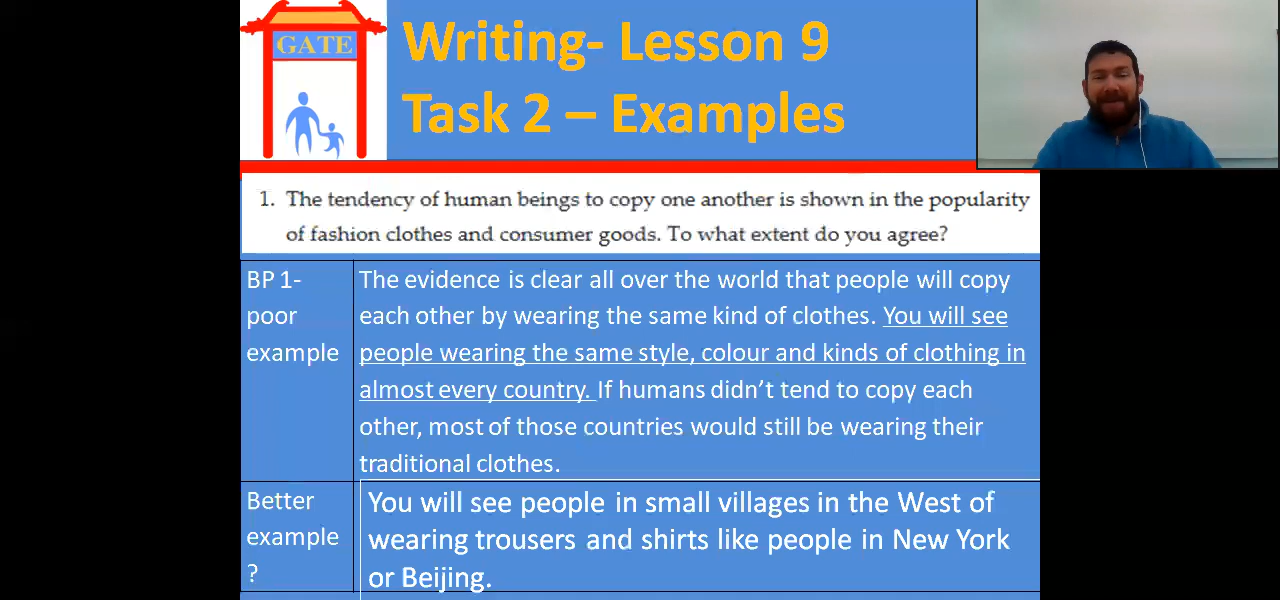 GATE
Writing- Lesson 9
Task 2 – Examples
1. The tendency of human beings to copy one another is shown in the popularity
of fashion clothes and consumer goods. To what extent do you agree?
BP 1-
poor
example
The evidence is clear all over the world that people will copy
each other by wearing the same kind of clothes. You will see
people wearing the same style, colour and kinds of clothing in
almost every country. If humans didn’t tend to copy each
other, most of those countries would still be wearing their
traditional clothes.
Better
example
?
You will see people in small villages in the West of
wearing trousers and shirts like people in New York
or Beijing.